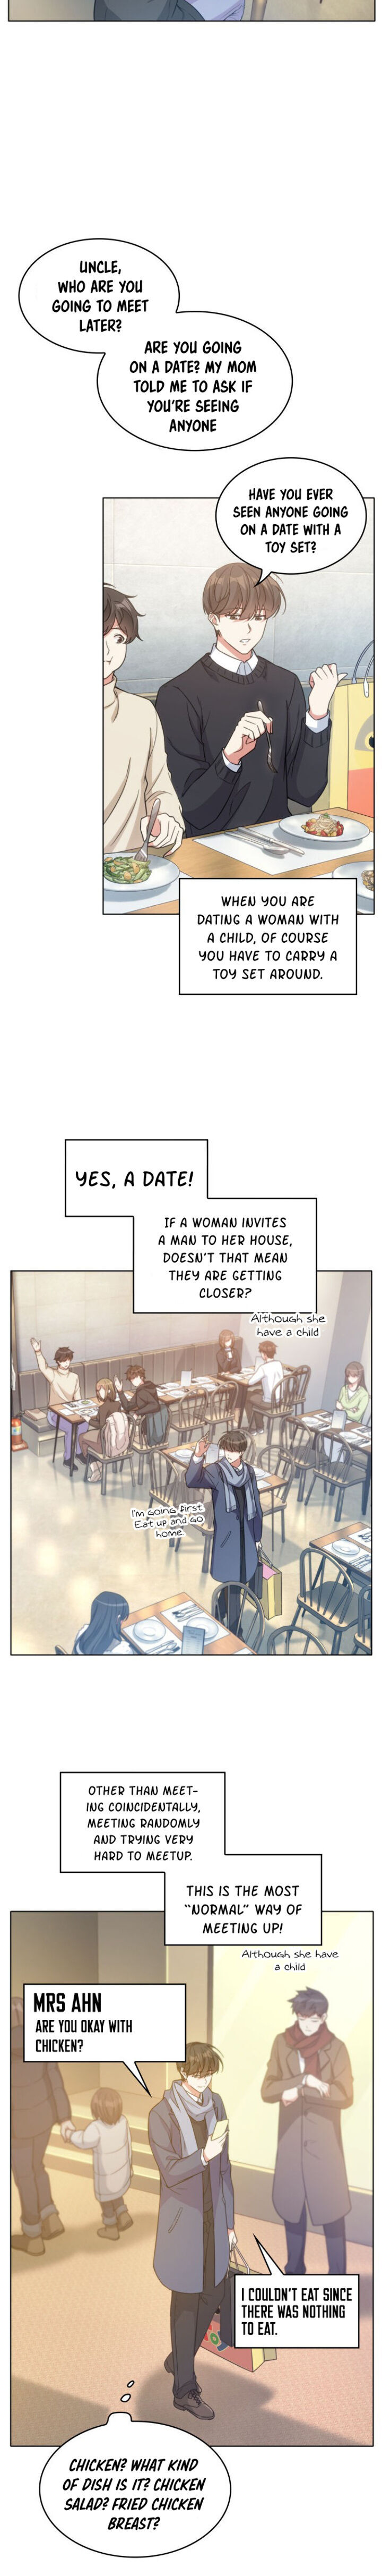 UNCLE,
WHO ARE YOU
GOING TO MEET
LATER?
ARE YOU GOING
ON A DATE? MY MOM
TOLD ME TO ASK IF
YOU'RE SEEING
ANYONE
HAVE YOU EVER
SEEN ANYONE GOING
ON A DATE WITH A
TOY SET?
WHEN YOU ARE
DATING A WOMAN WITH
A CHILD, OF COURSE
YOU HAVE TO CARRY A
TOY SET AROUND.
YES, A DATE!
IF A WOMAN INVITES
A MAN TO HER HOUSE,
DOESN'T THAT MEAN
THEY ARE GETTING
CLOSER?
Although she
have a child
I'm going first.
Eat up and go
home.
OTHER THAN MEET-
ING COINCIDENTALLY,
MEETING RANDOMLY
AND TRYING VERY
HARD TO MEETUP.
THIS IS THE MOST
"NORMAL" WAY OF
MEETING UP!
Although she have
a child
MRS AHN
ARE YOU OKAY WITH
CHICKEN?
I COULDN'T EAT SINCE
THERE WAS NOTHING
TO EAT.
CHICKEN? WHAT KIND
OF DISH IS IT? CHICKEN
SALAD? FRIED CHICKEN
BREAST?